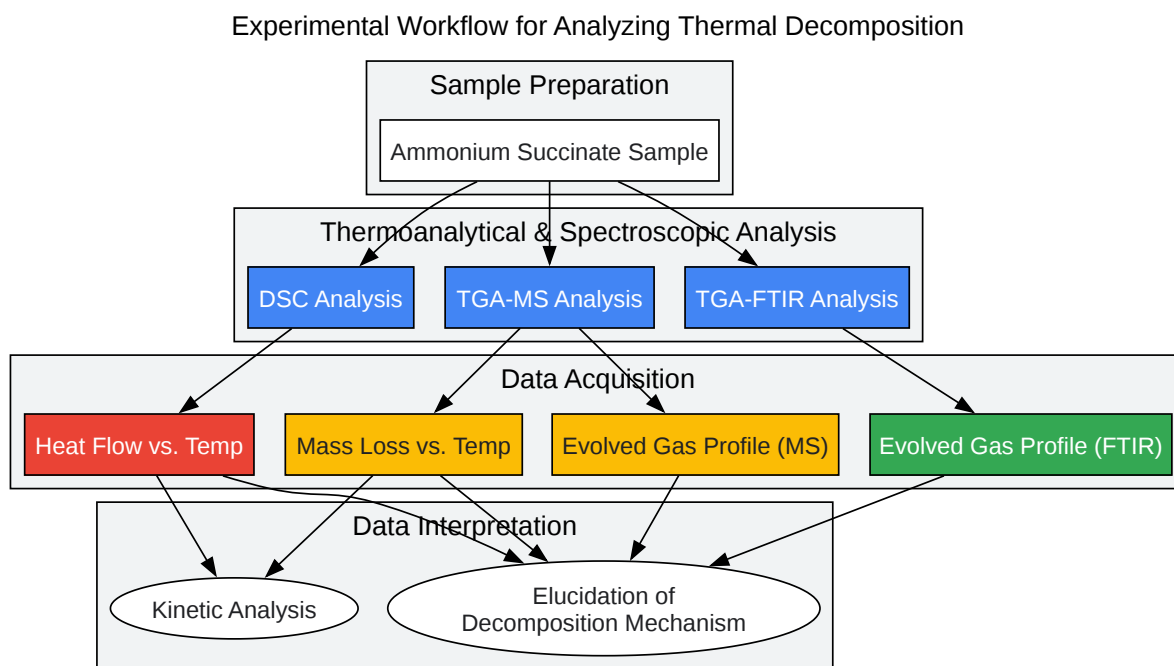 Experimental Workflow for Analyzing Thermal Decomposition
Sample Preparation
Ammonium Succinate Sample
Thermoanalytical & Spectroscopic Analysis
DSC Analysis
TGA-MS Analysis
TGA-FTIR Analysis
Data Acquisition
Heat Flow vs. Temp
Mass Loss vs. Temp
Evolved Gas Profile (MS)
Evolved Gas Profile (FTIR)
Data Interpretation
Kinetic Analysis
Elucidation of
Decomposition Mechanism